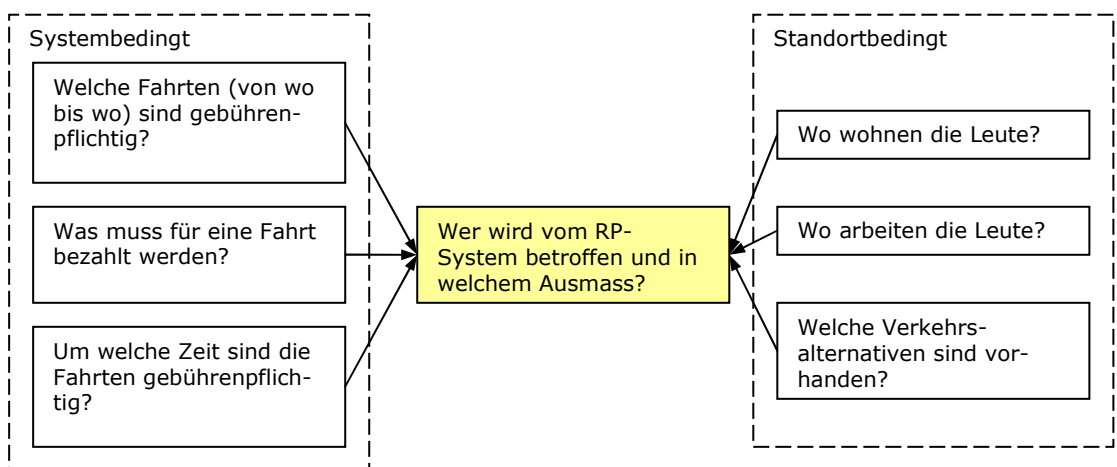 Systembedingt
Welche Fahrten (von wo
bis wo) sind gebühren-
pflichtig?
Was muss für eine Fahrt
bezahlt werden?
Um welche Zeit sind die
Fahrten gebührenpflich-
tig?
Wer wird vom RP-
System betroffen und in
welchem Ausmass?
Standortbedingt
Wo wohnen die Leute?
Wo arbeiten die Leute?
Welche Verkehrs-
alternativen sind vor-
handen?